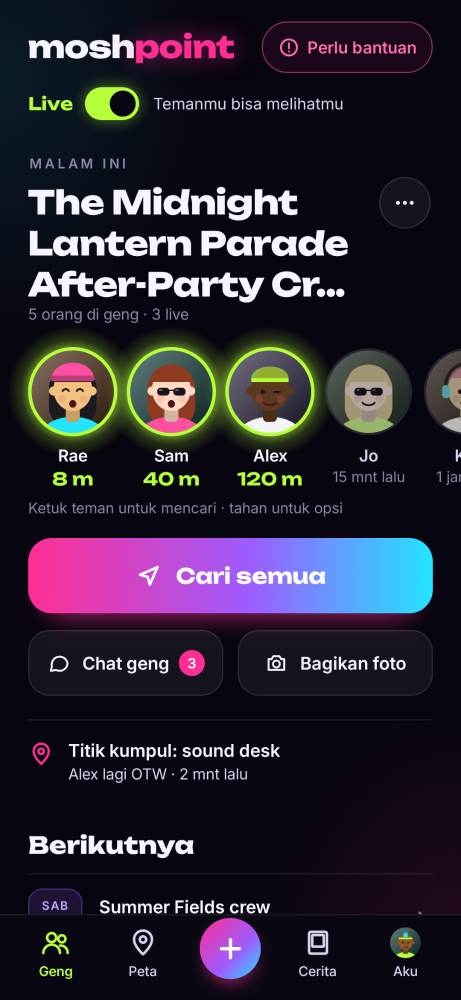 moshpoint
Perlu bantuan
Live
Temanmu bisa melihatmu
MALAM INI
The Midnight
Lantern Parade
After-Party Cr...
5 orang di geng · 3 live
Rae
Sam
Alex
Jo
K
8 m
40 m
120 m
15 mnt lalu
1 jan
Ketuk teman untuk mencari · tahan untuk opsi
Cari semua
Chat geng 3
Bagikan foto
Titik kumpul: sound desk
Alex lagi OTW · 2 mnt lalu
Berikutnya
SAB
Summer Fields crew
Geng
Peta
Cerita
Aku